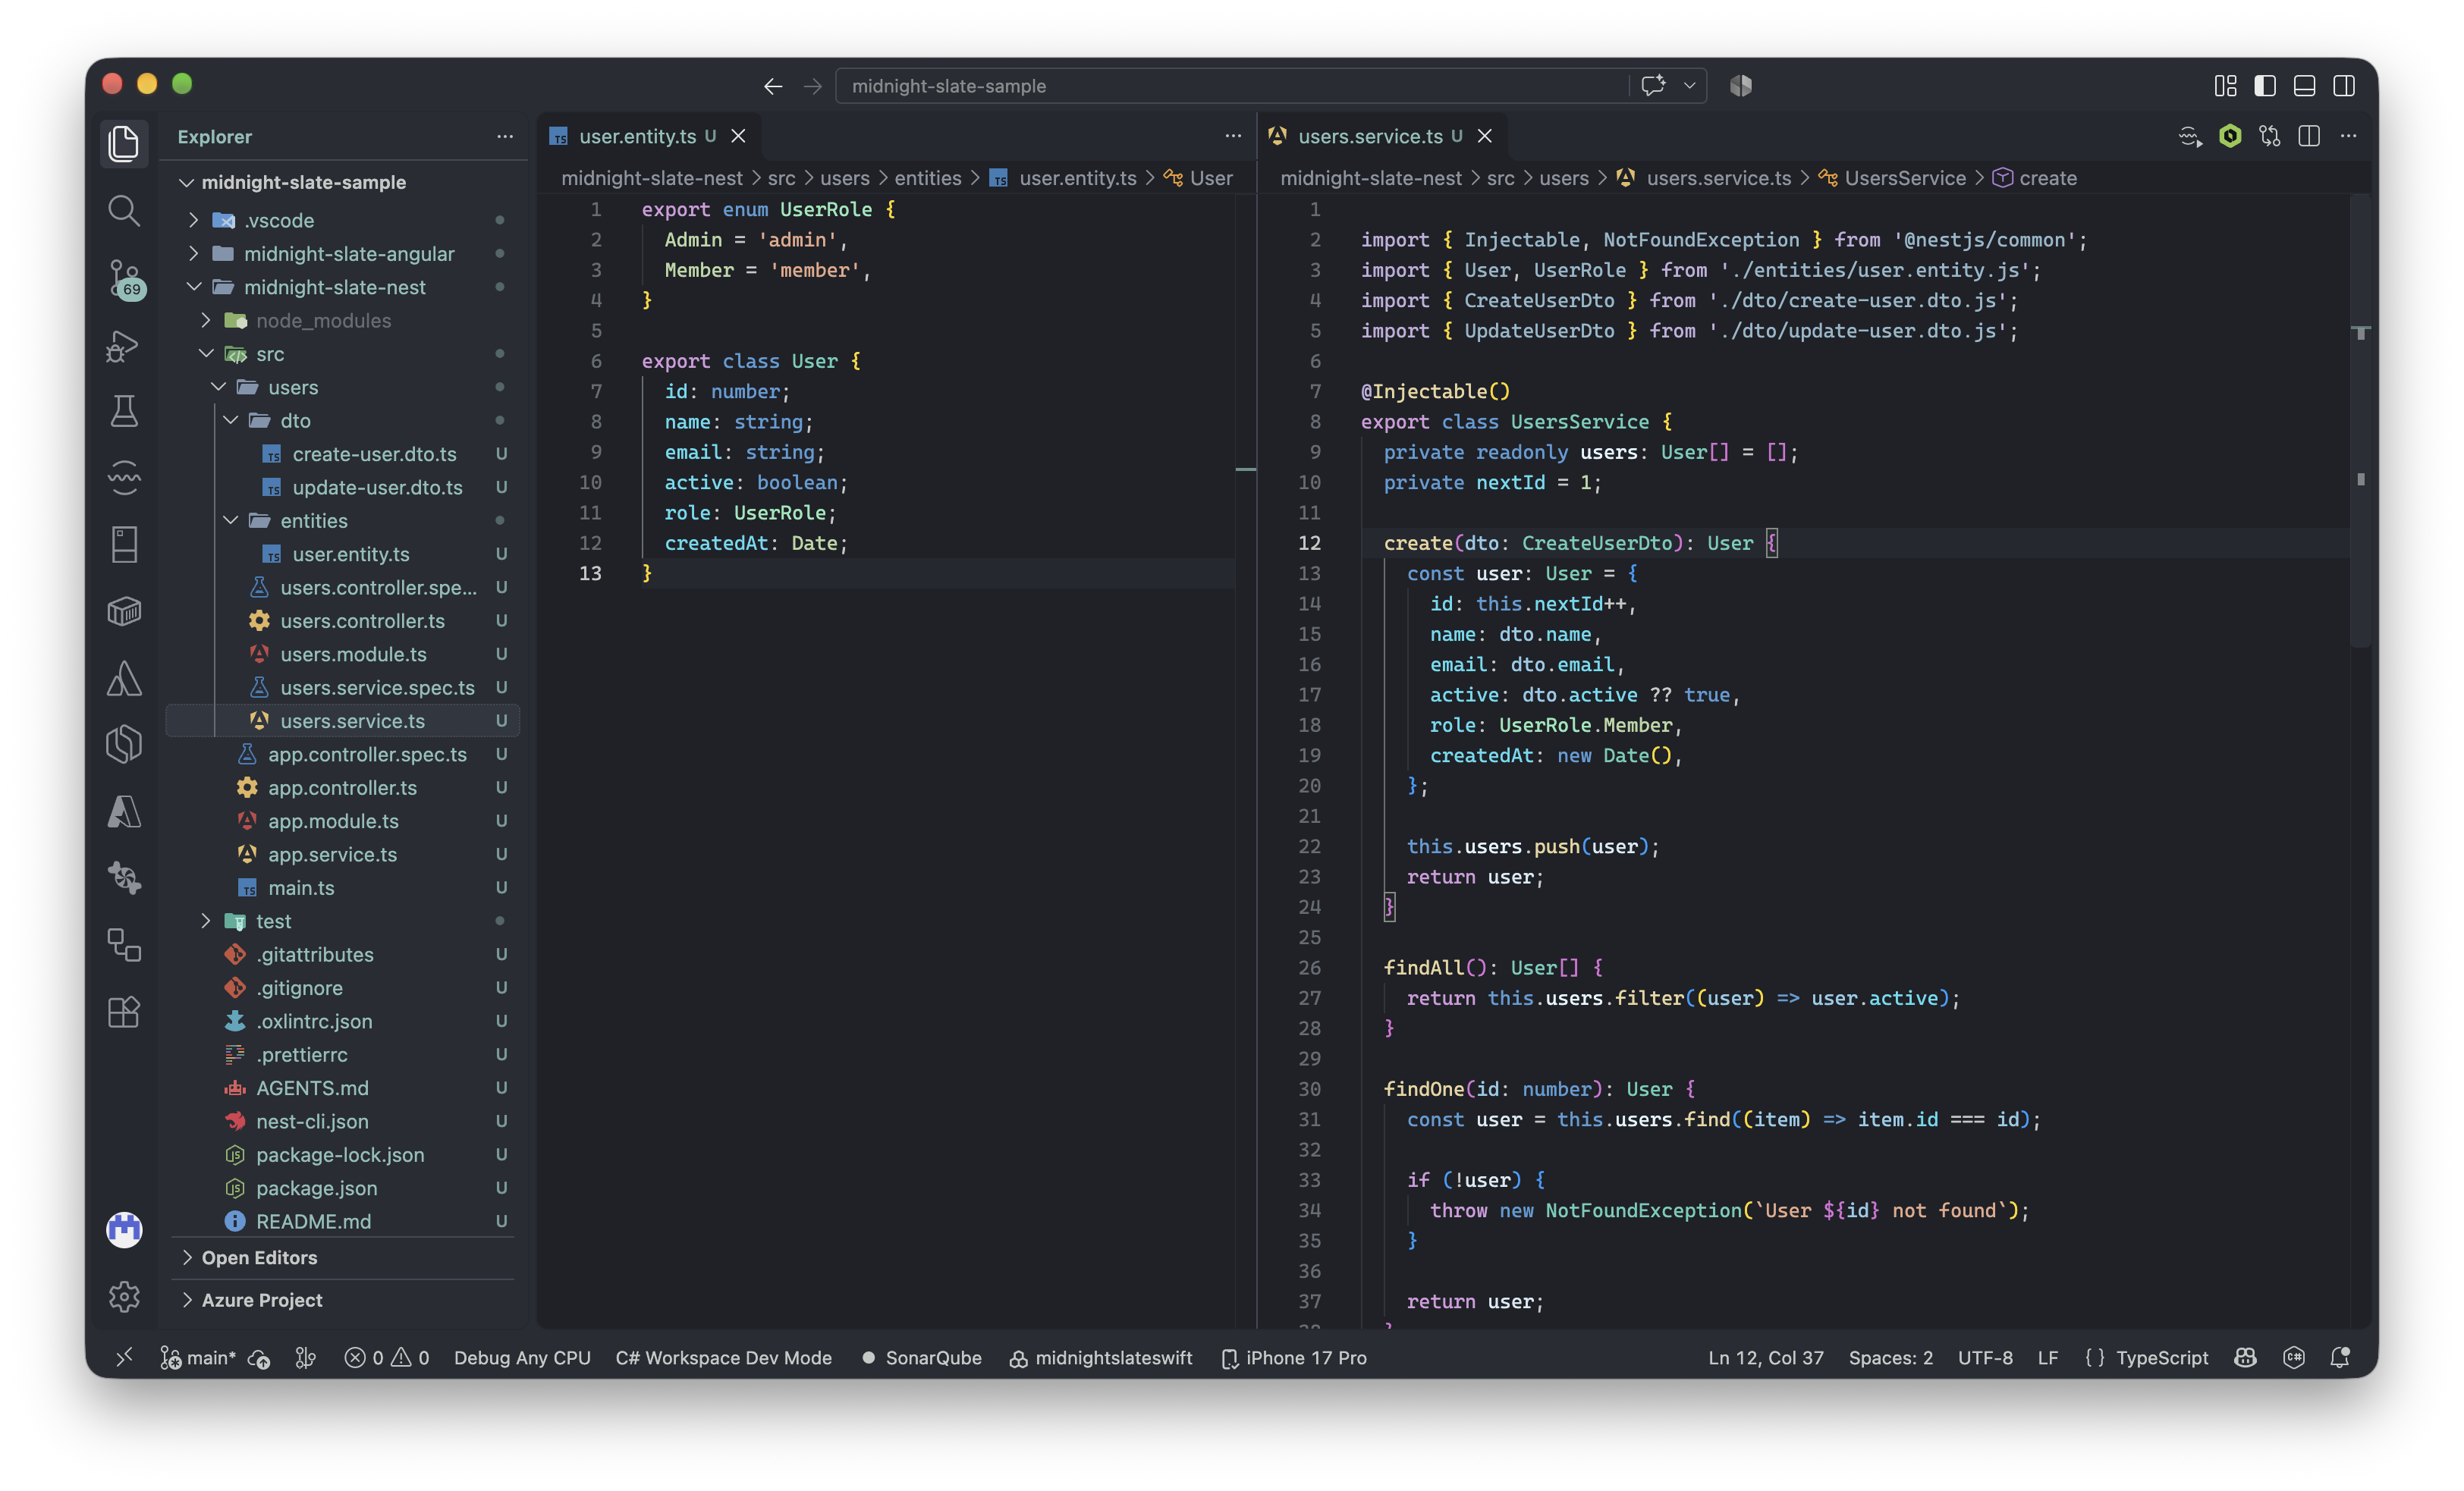 midnight-slate-sample
Explorer
midnight-slate-sample
.vscode
midnight-slate-angular
midnight-slate-nest
node_modules
src
users
dto
create-user.dto.ts U
update-user.dto.ts U
entities
user.entity.ts U
users.controller.spe... U
users.controller.ts U
users.module.ts U
users.service.spec.ts U
users.service.ts U
app.controller.spec.ts U
app.controller.ts U
app.module.ts U
app.service.ts U
main.ts U
test
.gitattributes U
.gitignore U
.oxlintrc.json U
.prettierrc U
AGENTS.md U
nest-cli.json U
package-lock.json U
package.json U
README.md U
Open Editors
Azure Project
69
user.entity.ts U
midnight-slate-nest > src > users > entities > TS user.entity.ts > User
1 export enum UserRole {
2 Admin = 'admin',
3 Member = 'member',
4 }
5
6 export class User {
7 id: number;
8 name: string;
9 email: string;
10 active: boolean;
11 role: UserRole;
12 createdAt: Date;
13 }
users.service.ts U
midnight-slate-nest > src > users > users.service.ts > UsersService > create
1
2 import { Injectable, NotFoundException } from '@nestjs/common';
3 import { User, UserRole } from './entities/user.entity.js';
4 import { CreateUserDto } from './dto/create-user.dto.js';
5 import { UpdateUserDto } from './dto/update-user.dto.js';
6
7 @Injectable()
8 export class UsersService {
9 private readonly users: User[] = [];
10 private nextId = 1;
11
12 create(dto: CreateUserDto): User {
13 const user: User = {
14 id: this.nextId++,
15 name: dto.name,
16 email: dto.email,
17 active: dto.active ?? true,
18 role: UserRole.Member,
19 createdAt: new Date(),
20 };
21
22 this.users.push(user);
23 return user;
24 }
25
26 findAll(): User[] {
27 return this.users.filter((user) => user.active);
28 }
29
30 findOne(id: number): User {
31 const user = this.users.find((item) => item.id === id);
32
33 if (!user) {
34 throw new NotFoundException(`User ${id} not found`);
35 }
36
37 return user;
main* 0 0 Debug Any CPU C# Workspace Dev Mode SonarQube midnightslateswift iPhone 17 Pro Ln 12, Col 37 Spaces: 2 UTF-8 LF {} TypeScript